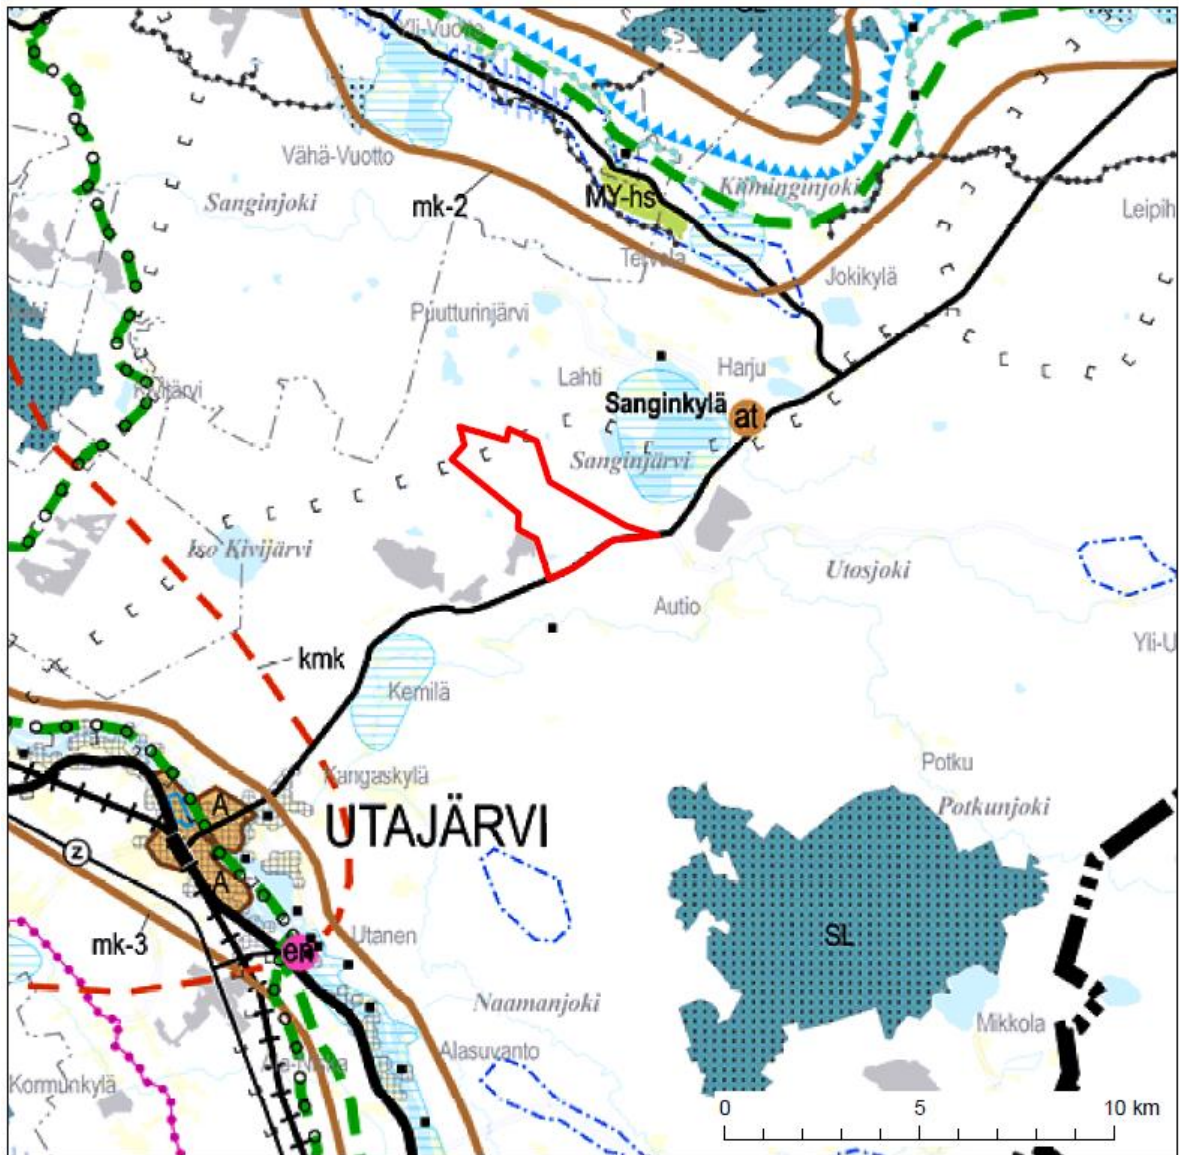 Yli-Vuotto
Vähä-Vuotto
Sanginjoki
mk-2
MY-hs
Kiiminginjoki
Tervola
Leipih
Jokikylä
Puutturinjärvi
Harju
Lahti
Sanginkylä
at
Sanginjärvi
Iso Kivijärvi
Utosjoki
Autio
Yli-U
kmk
Kemilä
Kangaskylä
Potku
Potkunjoki
UTAJÄRVI
A
A
z
SL
en
Utanen
mk-3
Naamanjoki
Mikkola
Alasuvanto
Kormunkylä
0 5 10 km